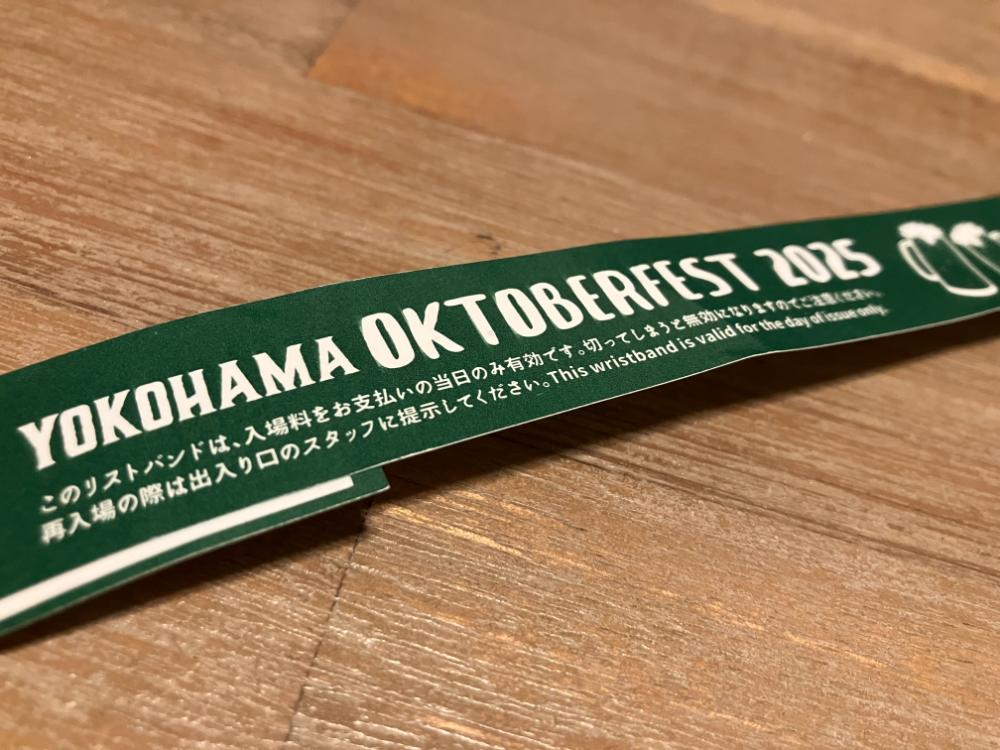 YOKOHAMA OKTOBERFEST 2025
このリストバンドは、入場料をお支払いの当日のみ有効です。切ってしまうと無効になりますのでご注意ください。
再入場の際は出入り口のスタッフに提示してください。This wristband is valid for the day of issue only.